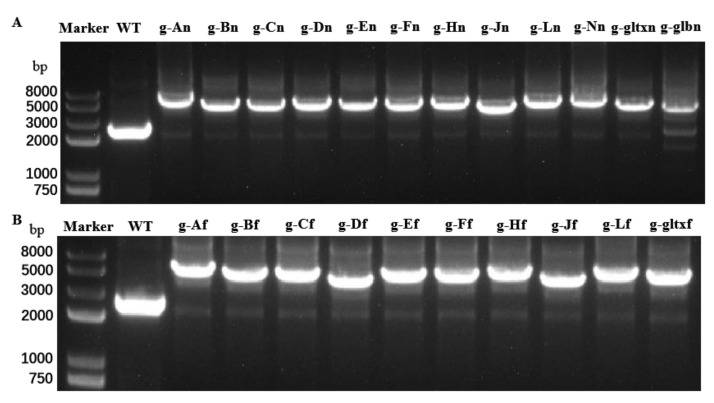 A
Marker WT g-An g-Bn g-Cn g-Dn g-En g-Fn g-Hn g-Jn g-Ln g-Nn g-gltxn g-glbn
bp
8000
5000
3000
2000
1000
750
B
Marker WT g-Af g-Bf g-Cf g-Df g-Ef g-Ff g-Hf g-Jf g-Lf g-gltxf
bp
8000
5000
3000
2000
1000
750